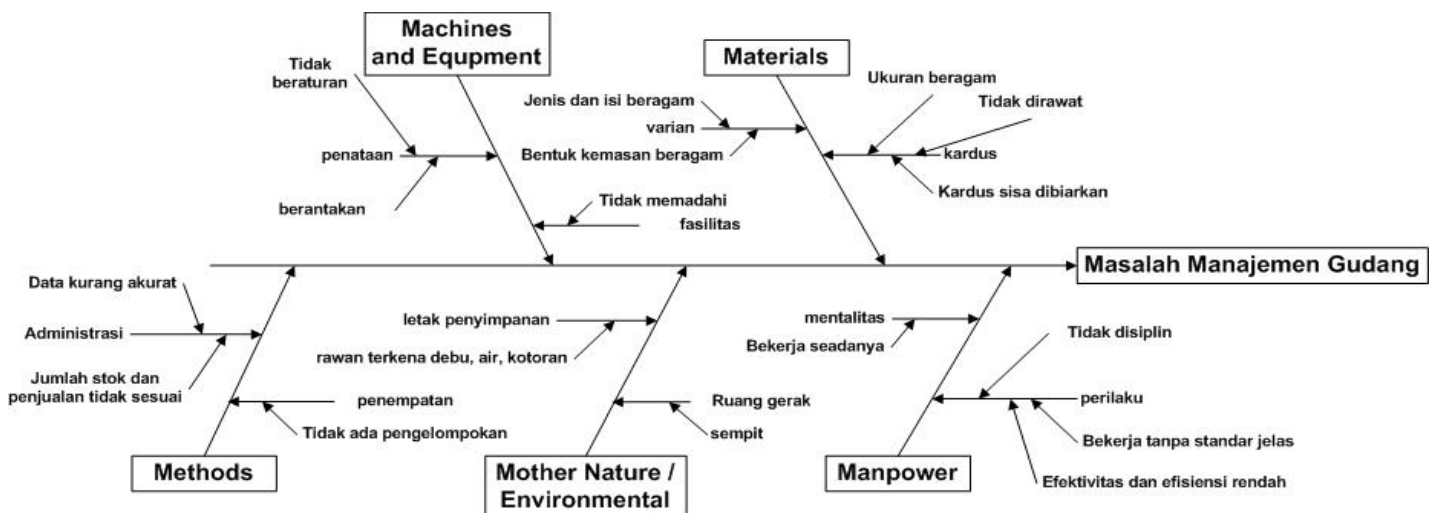 Machines
and Equpment
Materials
Tidak
beraturan
Ukuran beragam
Jenis dan isi beragam
Tidak dirawat
varian
penataan
Bentuk kemasan beragam
kardus
Kardus sisa dibiarkan
berantakan
Tidak memadahi
fasilitas
Masalah Manajemen Gudang
Data kurang akurat
Administrasi
letak penyimpanan
mentalitas
Tidak disiplin
rawan terkena debu, air, kotoran
Bekerja seadanya
Jumlah stok dan
penjualan tidak sesuai
penempatan
Ruang gerak
perilaku
Tidak ada pengelompokan
sempit
Bekerja tanpa standar jelas
Methods
Mother Nature /
Environmental
Manpower
Efektivitas dan efisiensi rendah